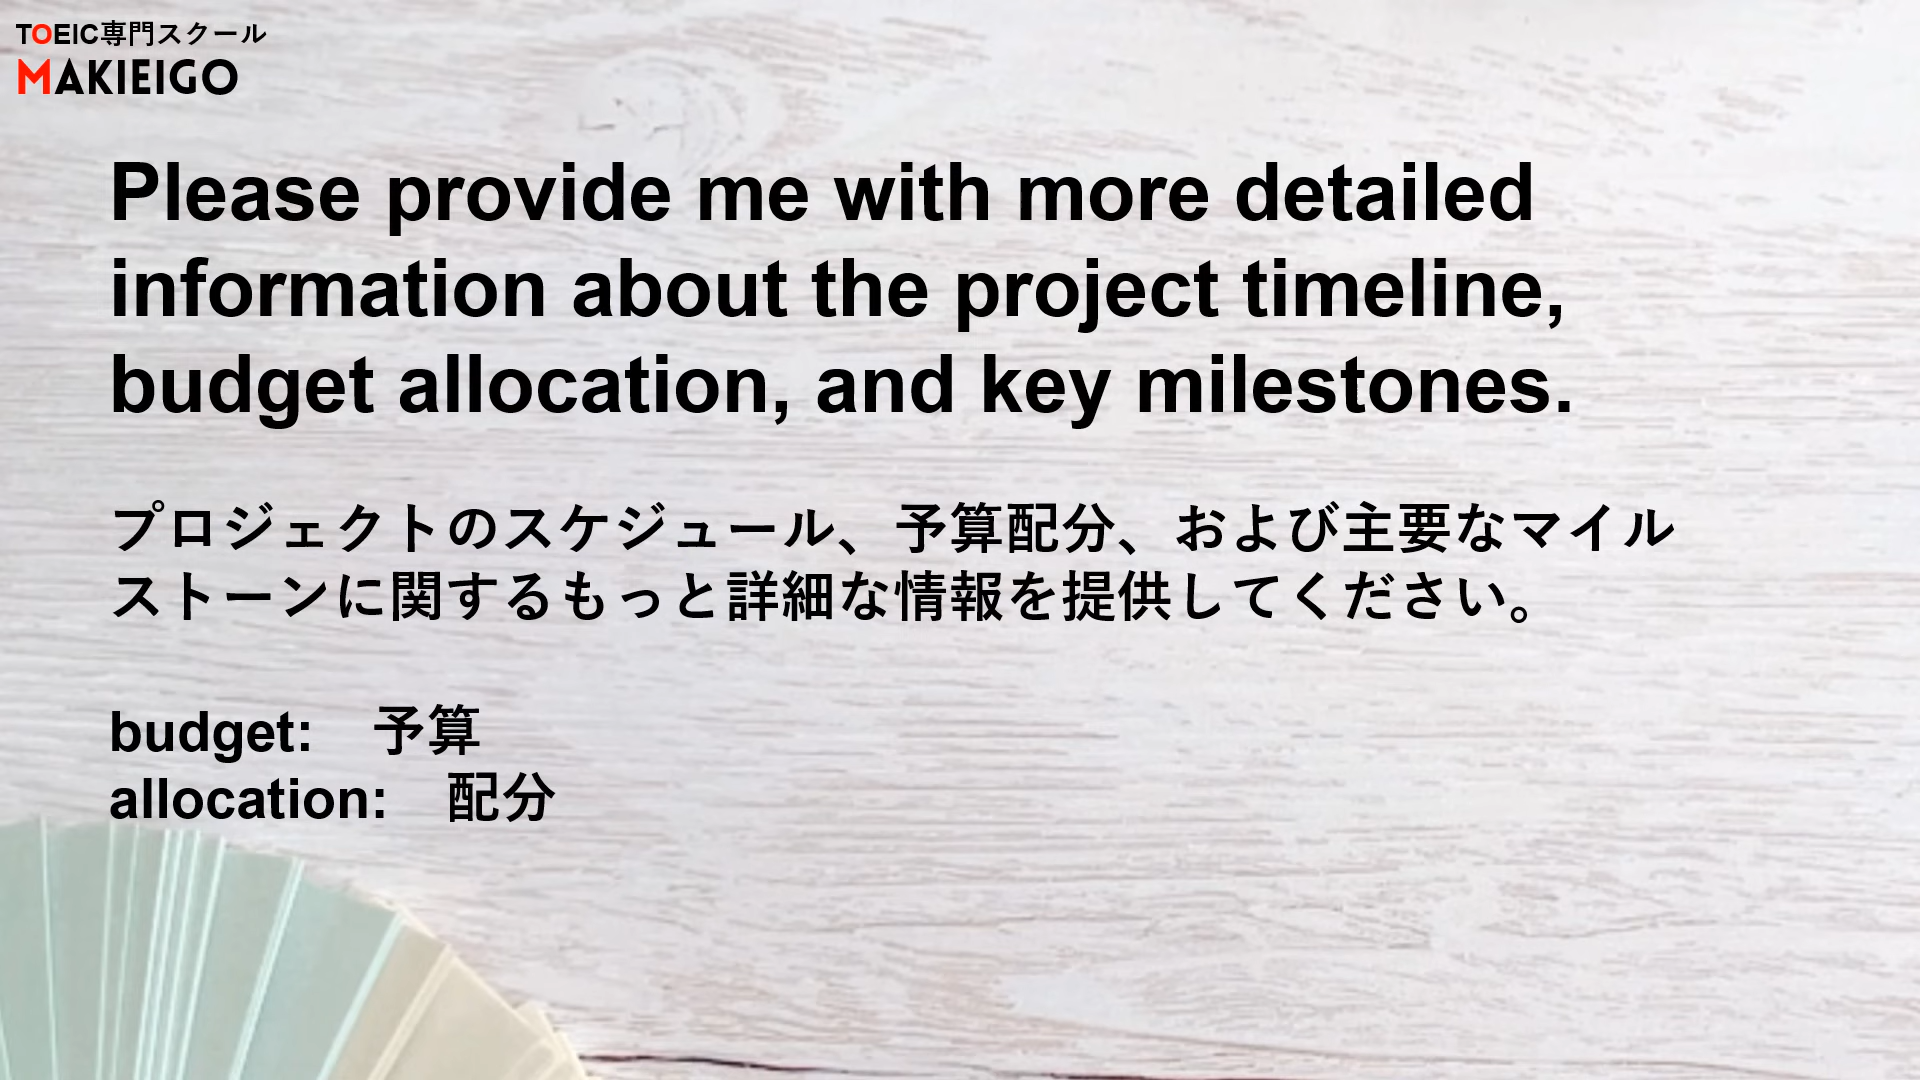 TOEIC専門スクール
MAKIEIGO
Please provide me with more detailed
information about the project timeline,
budget allocation, and key milestones.
プロジェクトのスケジュール、予算配分、および主要なマイル
ストーンに関するもっと詳細な情報を提供してください。
budget:　予算
allocation:　配分